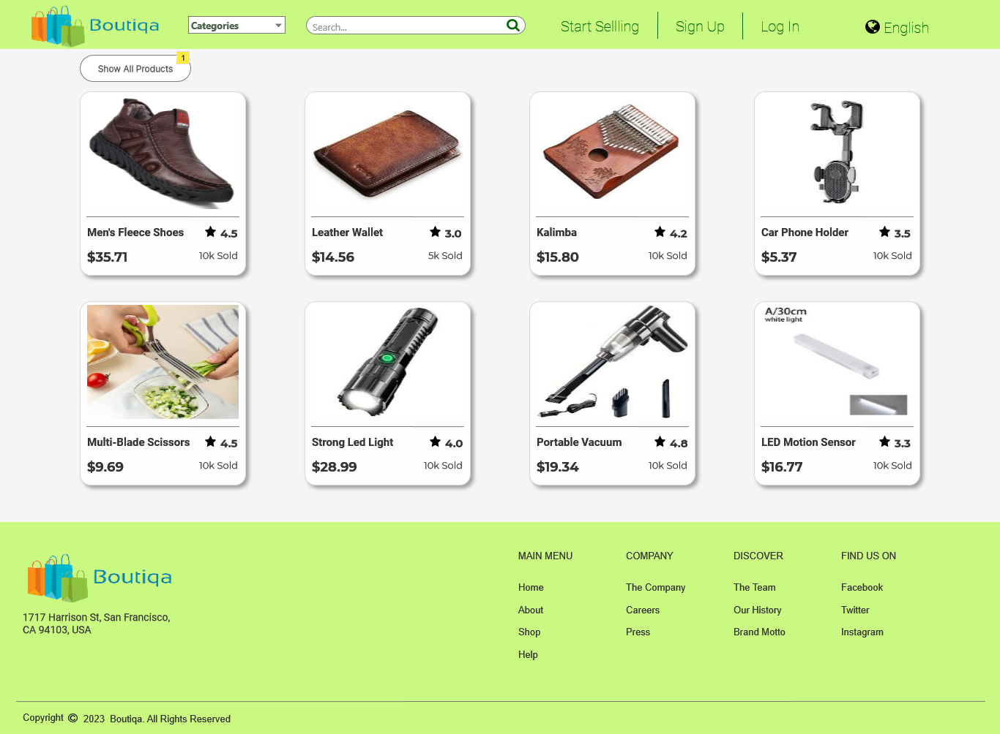 Boutiqa
Categories
Search...
Start Sellling
Sign Up
Log In
English
Show All Products
1
Men's Fleece Shoes
4.5
$35.71
10k Sold
Leather Wallet
3.0
$14.56
5k Sold
Kalimba
4.2
$15.80
10k Sold
Car Phone Holder
3.5
$5.37
10k Sold
Multi-Blade Scissors
4.5
$9.69
10k Sold
Strong Led Light
4.0
$28.99
10k Sold
Portable Vacuum
4.8
$19.34
10k Sold
A/30cm
white light
LED Motion Sensor
3.3
$16.77
10k Sold
Boutiqa
1717 Harrison St, San Francisco,
CA 94103, USA
MAIN MENU
Home
About
Shop
Help
COMPANY
The Company
Careers
Press
DISCOVER
The Team
Our History
Brand Motto
FIND US ON
Facebook
Twitter
Instagram
Copyright © 2023 Boutiqa. All Rights Reserved